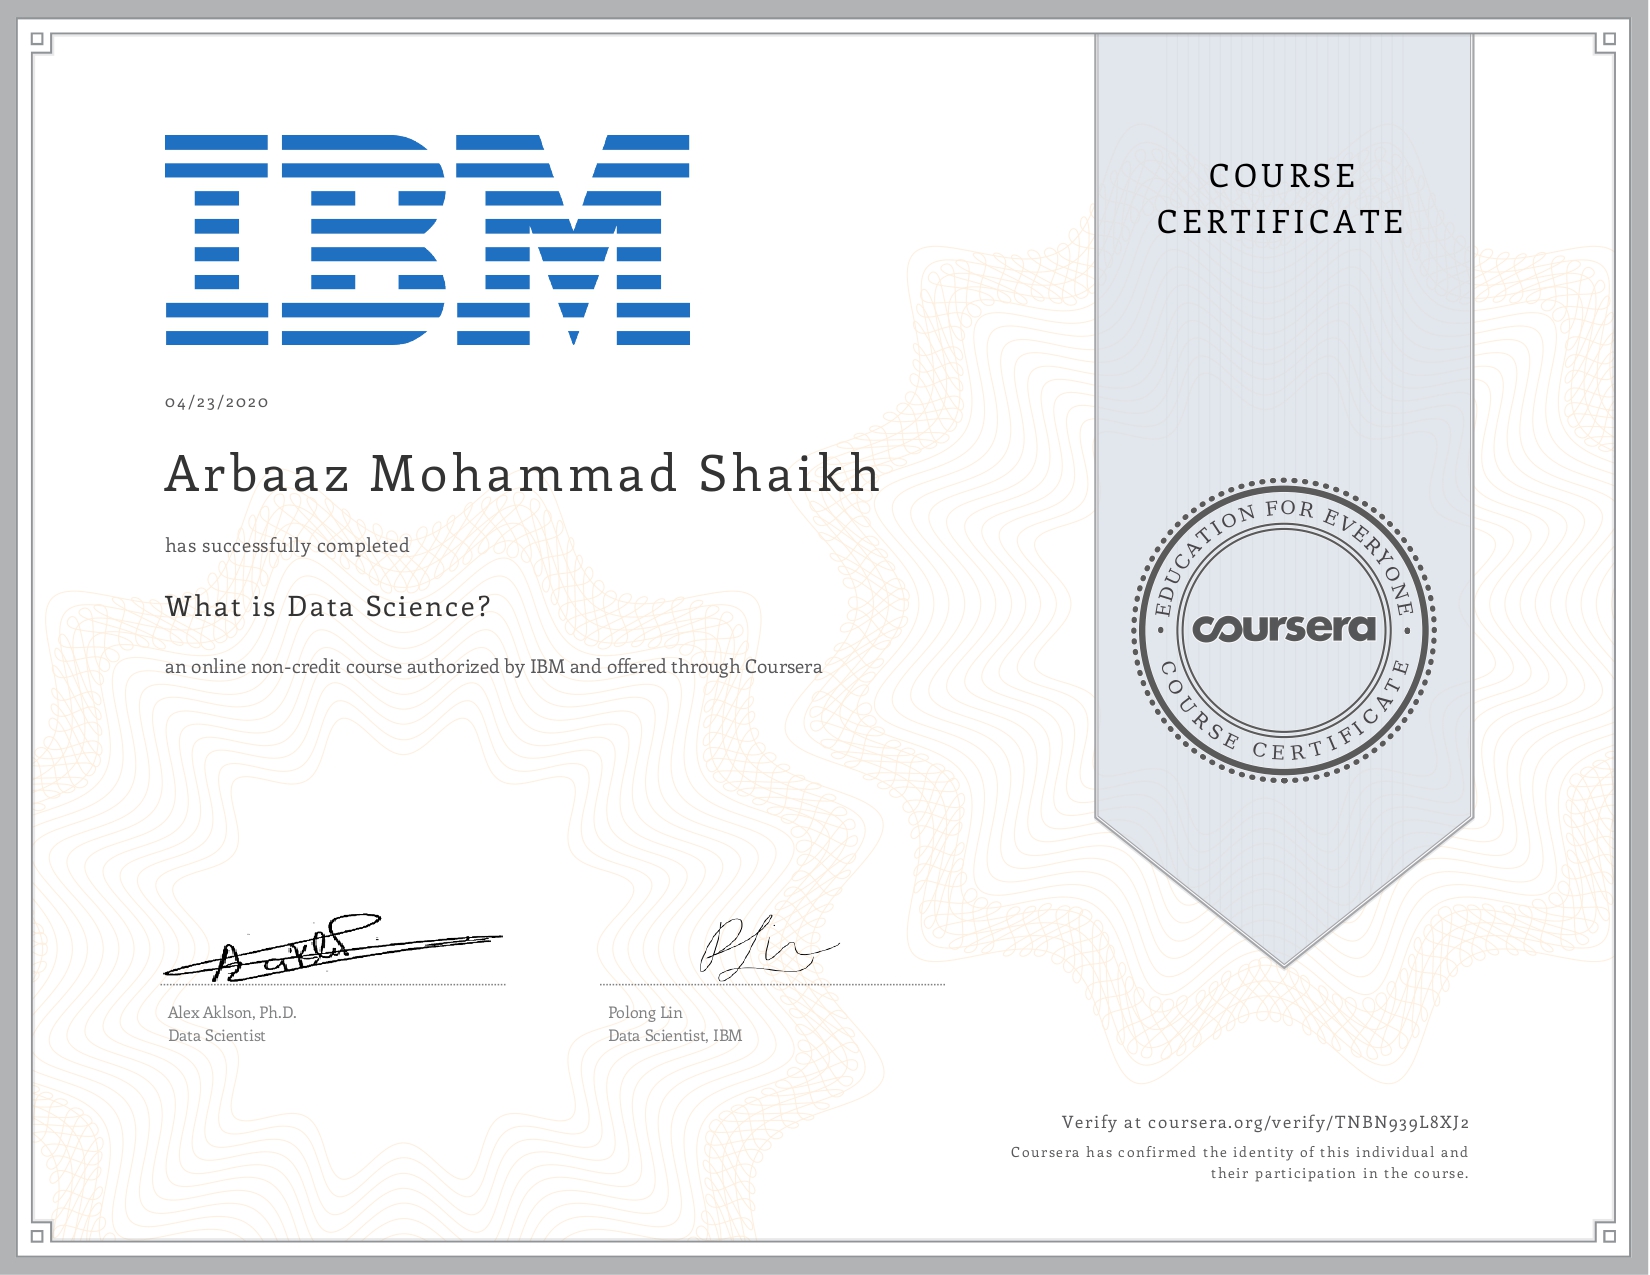 IBM
COURSE
CERTIFICATE
04/23/2020
Arbaaz Mohammad Shaikh
has successfully completed
What is Data Science?
an online non-credit course authorized by IBM and offered through Coursera
EDUCATION FOR EVERYONE
coursera
COURSE CERTIFICATE
P Lin
Alex Aklson, Ph.D.
Data Scientist
Polong Lin
Data Scientist, IBM
Verify at coursera.org/verify/TNBN939L8XJ2
Coursera has confirmed the identity of this individual and
their participation in the course.